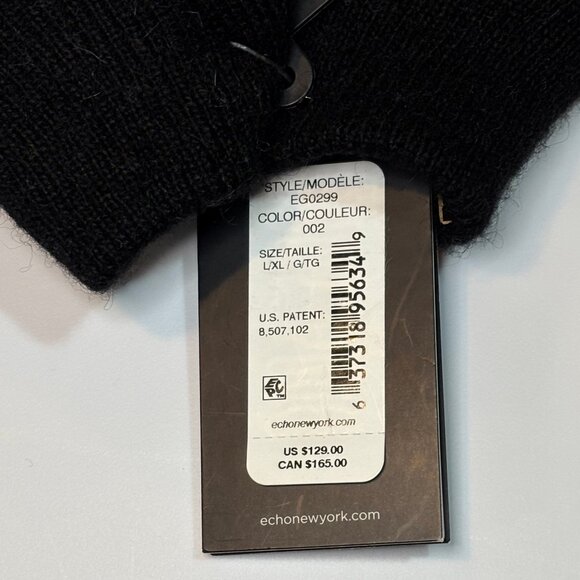 STYLE/MODÈLE:
EG0299
COLOR/COULEUR:
002
SIZE/TAILLE:
L/XL / G/TG
U.S. PATENT:
8,507,102
6 37318 95634 9
EPC™
echonewyork.com
US $129.00
CAN $165.00
echonewyork.com